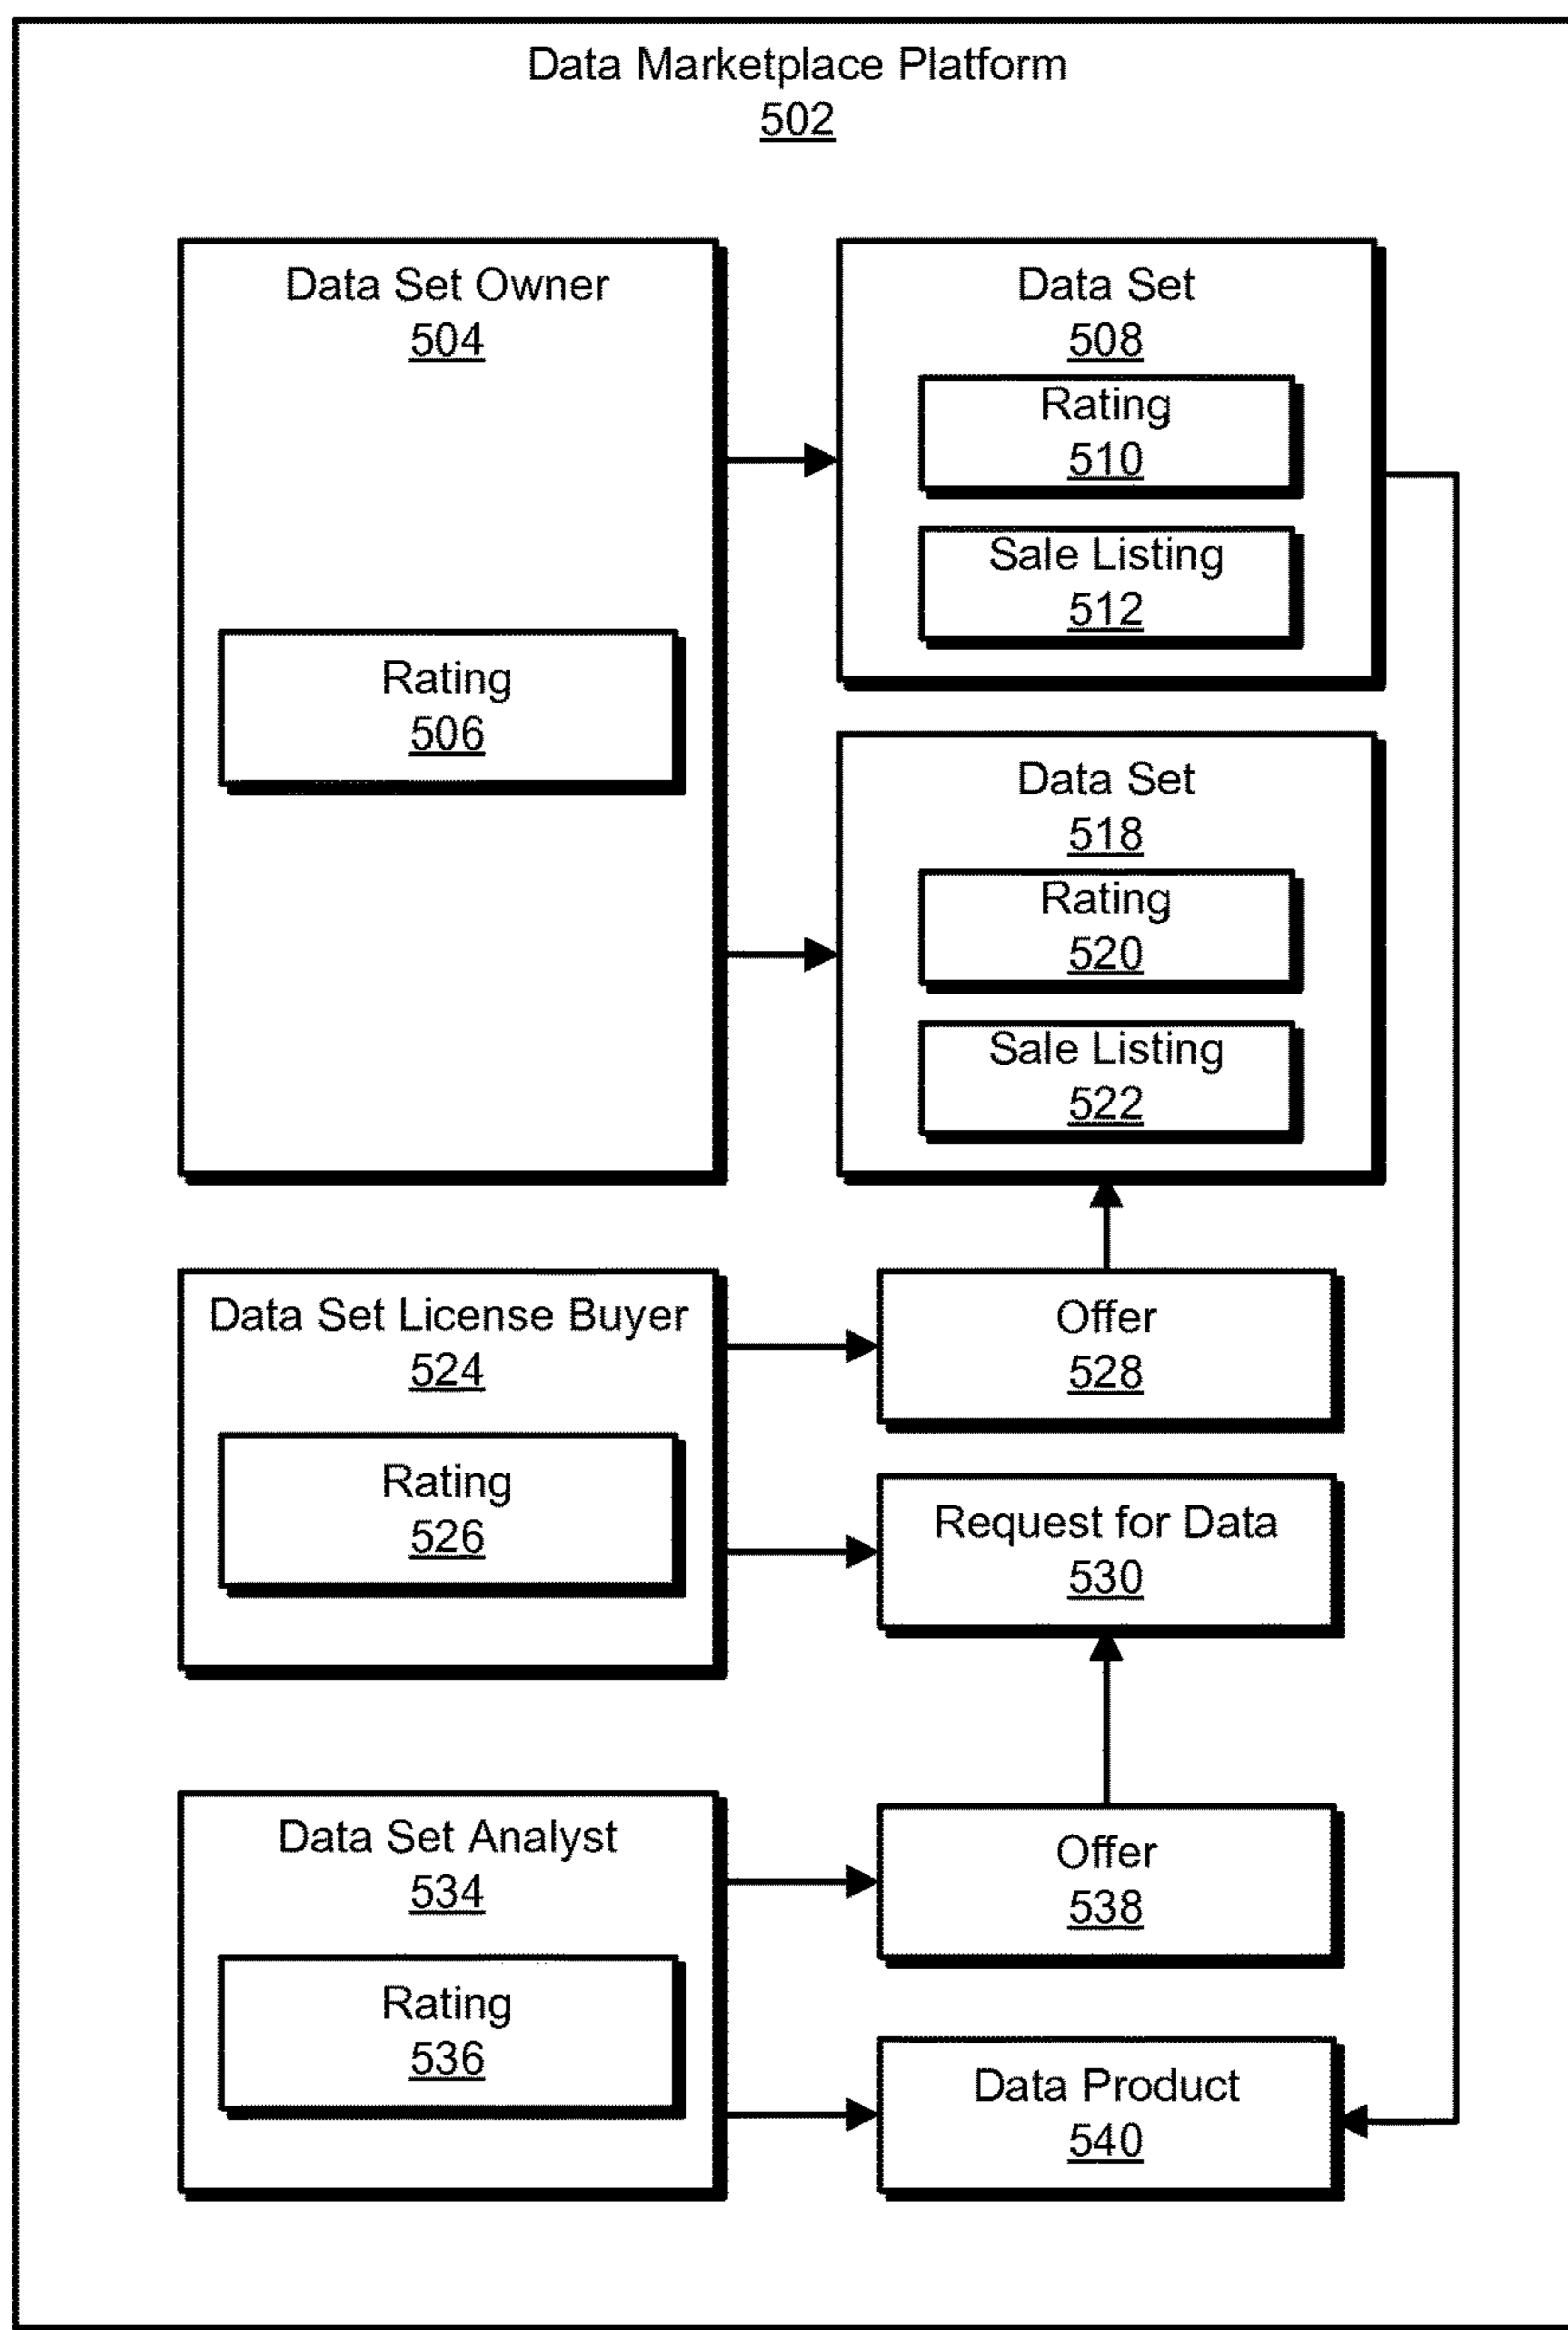 Data Marketplace Platform
502
Data Set Owner
504
Rating
506
Data Set
508
Rating
510
Sale Listing
512
Data Set
518
Rating
520
Sale Listing
522
Data Set License Buyer
524
Rating
526
Offer
528
Request for Data
530
Data Set Analyst
534
Rating
536
Offer
538
Data Product
540